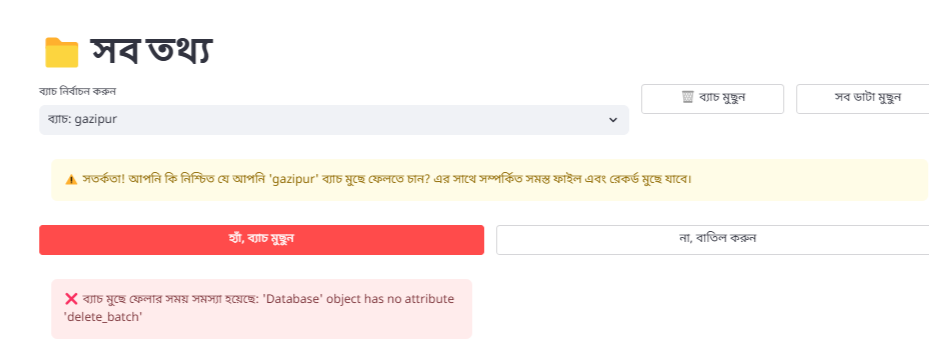 সব তথ্য
ব্যাচ নির্বাচন করুন
ব্যাচ: gazipur
ব্যাচ মুছুন
সব ডাটা মুছুন
সতর্কতা! আপনি কি নিশ্চিত যে আপনি 'gazipur' ব্যাচ মুছে ফেলতে চান? এর সাথে সম্পর্কিত সমস্ত ফাইল এবং রেকর্ড মুছে যাবে।
হ্যাঁ, ব্যাচ মুছুন
না, বাতিল করুন
ব্যাচ মুছে ফেলার সময় সমস্যা হয়েছে: 'Database' object has no attribute
'delete_batch'